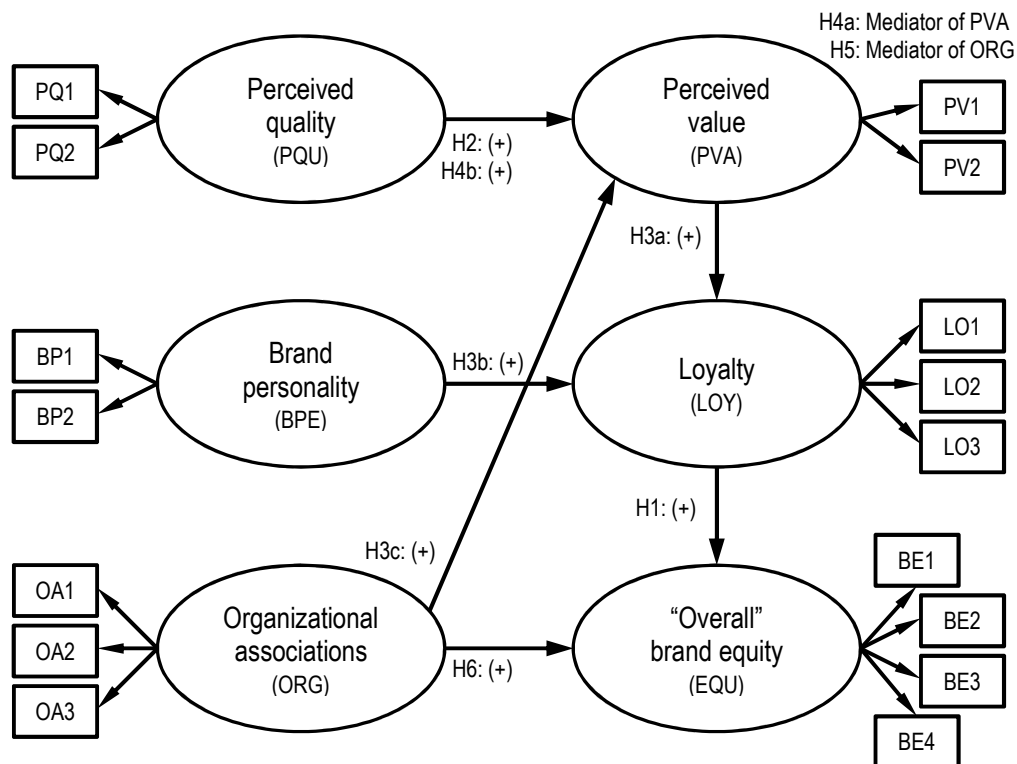 H4a: Mediator of PVA
H5: Mediator of ORG
PQ1
PQ2
Perceived
quality
(PQU)
H2: (+)
H4b: (+)
Perceived
value
(PVA)
PV1
PV2
H3a: (+)
BP1
BP2
Brand
personality
(BPE)
H3b: (+)
Loyalty
(LOY)
LO1
LO2
LO3
H1: (+)
H3c: (+)
OA1
OA2
OA3
Organizational
associations
(ORG)
H6: (+)
“Overall”
brand equity
(EQU)
BE1
BE2
BE3
BE4